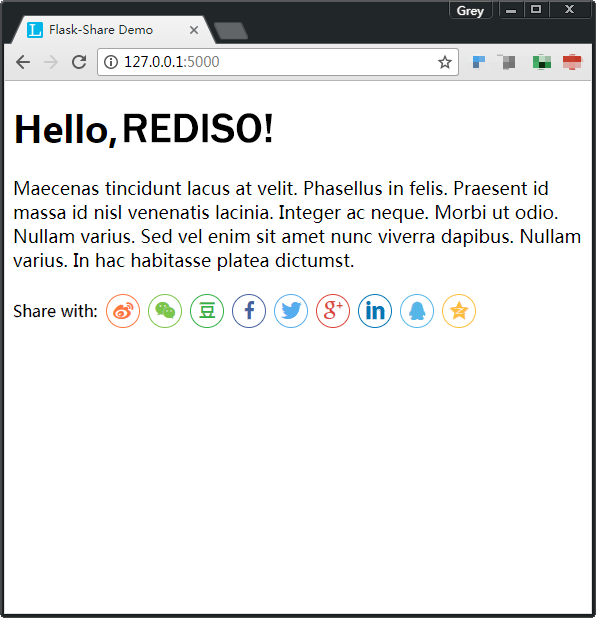 Grey
L Flask-Share Demo
127.0.0.1:5000
Hello, REDISO!
Maecenas tincidunt lacus at velit. Phasellus in felis. Praesent id
massa id nisl venenatis lacinia. Integer ac neque. Morbi ut odio.
Nullam varius. Sed vel enim sit amet nunc viverra dapibus. Nullam
varius. In hac habitasse platea dictumst.
Share with: 豆 f g+ in